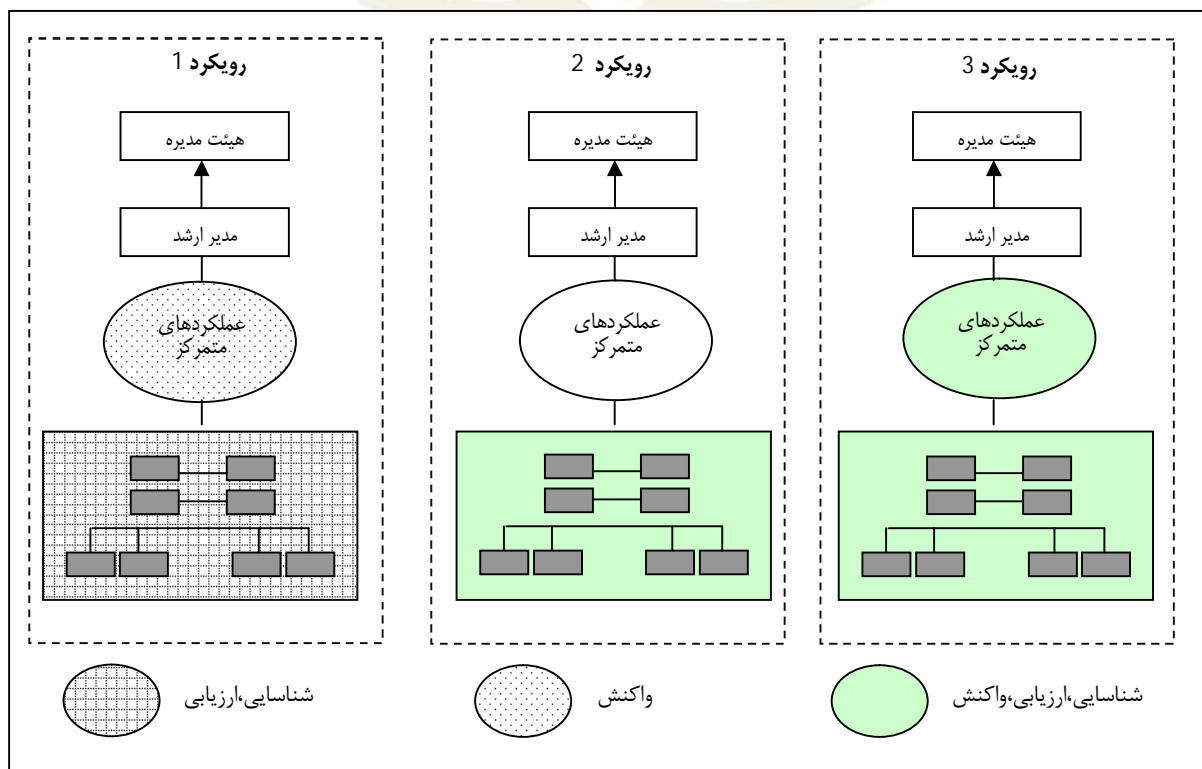 رویکرد 1
هیئت مدیره
مدیر ارشد
عملکردهای
متمرکز
رویکرد 2
هیئت مدیره
مدیر ارشد
عملکردهای
متمرکز
رویکرد 3
هیئت مدیره
مدیر ارشد
عملکردهای
متمرکز
شناسایی،ارزیابی
واکنش
شناسایی،ارزیابی،واکنش